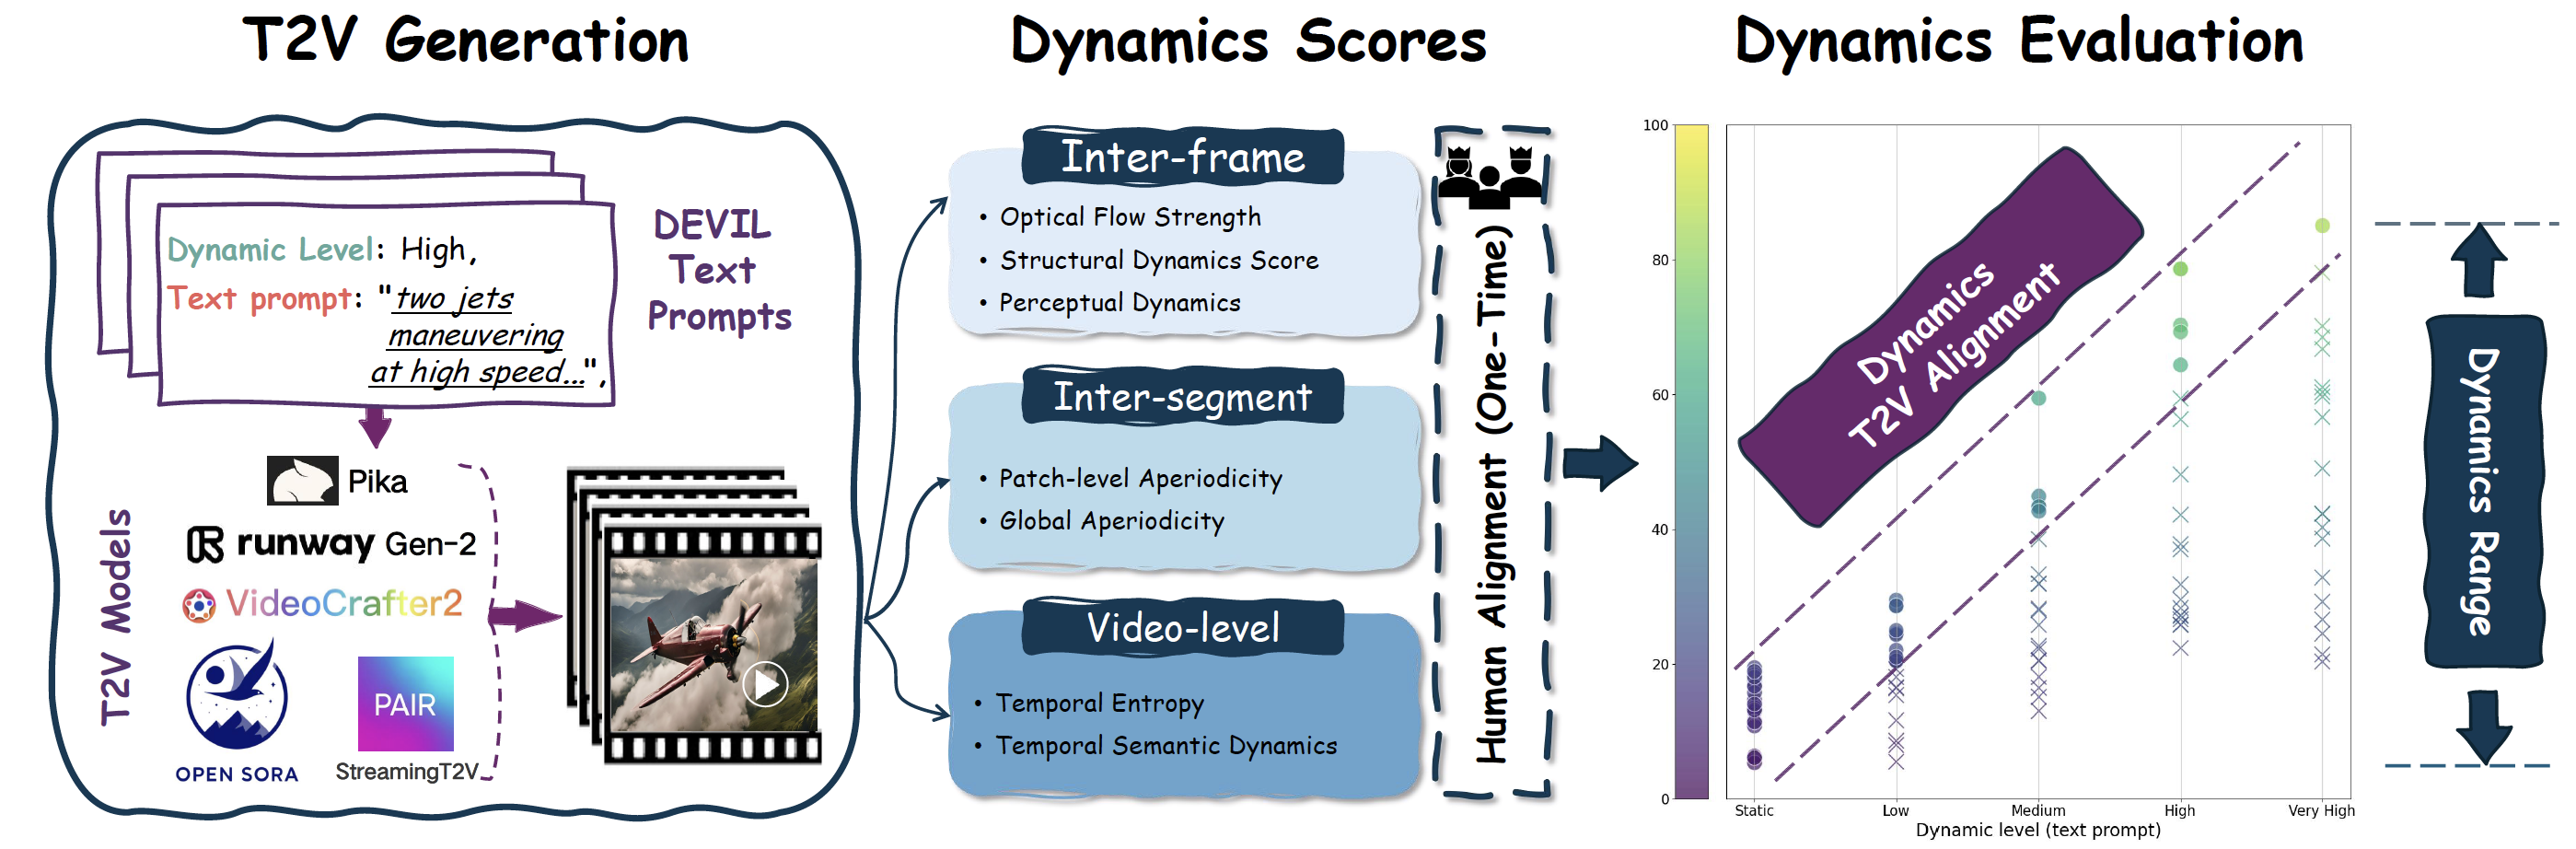 T2V Generation
Dynamics Scores
Dynamics Evaluation
Dynamic Level: High,
Text prompt: "two jets
maneuvering
at high speed...",
DEVIL
Text
Prompts
T2V Models
Pika
runway Gen-2
VideoCrafter2
OPEN SORA
PAIR
StreamingT2V
Inter-frame
• Optical Flow Strength
• Structural Dynamics Score
• Perceptual Dynamics
Inter-segment
• Patch-level Aperiodicity
• Global Aperiodicity
Video-level
• Temporal Entropy
• Temporal Semantic Dynamics
Human Alignment (One-Time)
100
80
60
40
20
0
Dynamics
T2V Alignment
Static
Low
Medium
High
Very High
Dynamic level (text prompt)
Dynamics Range